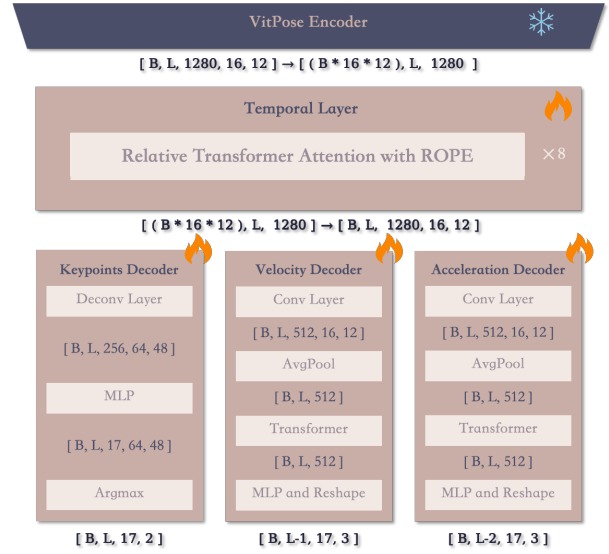 VitPose Encoder
[ B, L, 1280, 16, 12 ] → [ ( B * 16 * 12 ), L, 1280 ]
Temporal Layer
Relative Transformer Attention with ROPE
×8
[ ( B * 16 * 12 ), L, 1280 ] → [ B, L, 1280, 16, 12 ]
Keypoints Decoder
Deconv Layer
[ B, L, 256, 64, 48 ]
MLP
[ B, L, 17, 64, 48 ]
Argmax
[ B, L, 17, 2 ]
Velocity Decoder
Conv Layer
[ B, L, 512, 16, 12 ]
AvgPool
[ B, L, 512 ]
Transformer
[ B, L, 512 ]
MLP and Reshape
[ B, L-1, 17, 3 ]
Acceleration Decoder
Conv Layer
[ B, L, 512, 16, 12 ]
AvgPool
[ B, L, 512 ]
Transformer
[ B, L, 512 ]
MLP and Reshape
[ B, L-2, 17, 3 ]